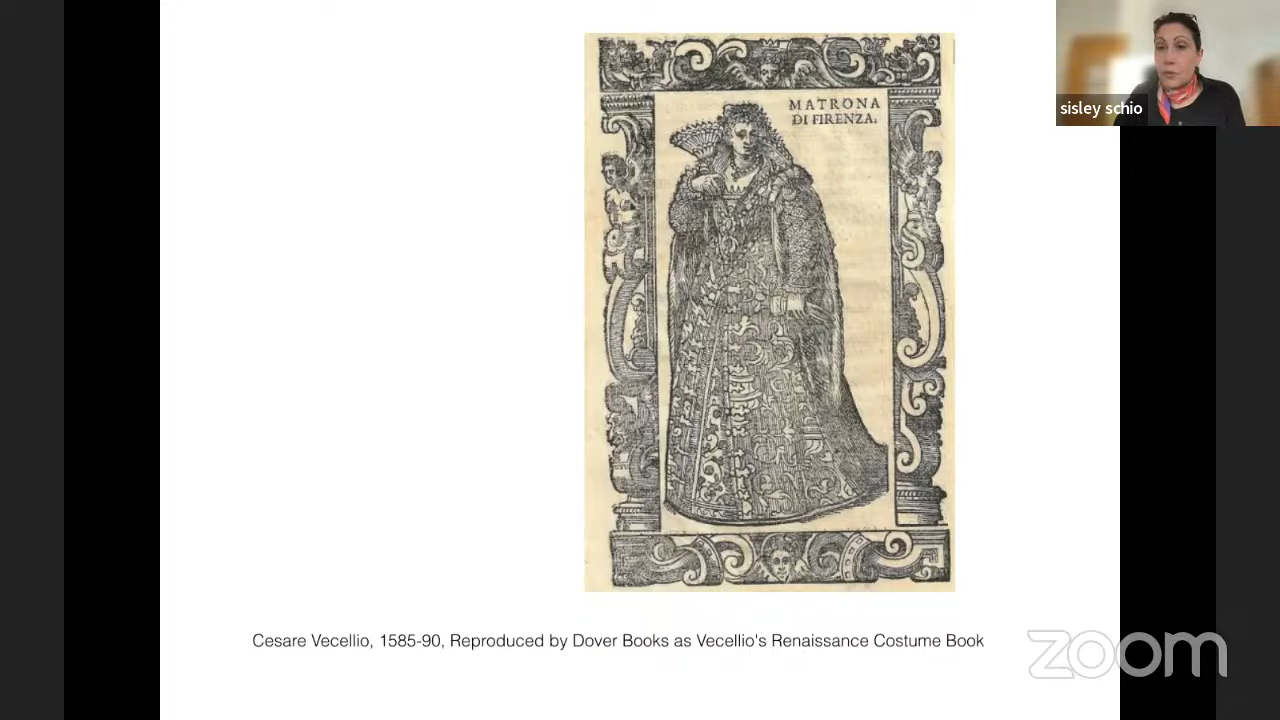 sisley schio
MATRONA
DI FIRENZA.
Cesare Vecellio, 1585-90, Reproduced by Dover Books as Vecellio's Renaissance Costume Book
zoom